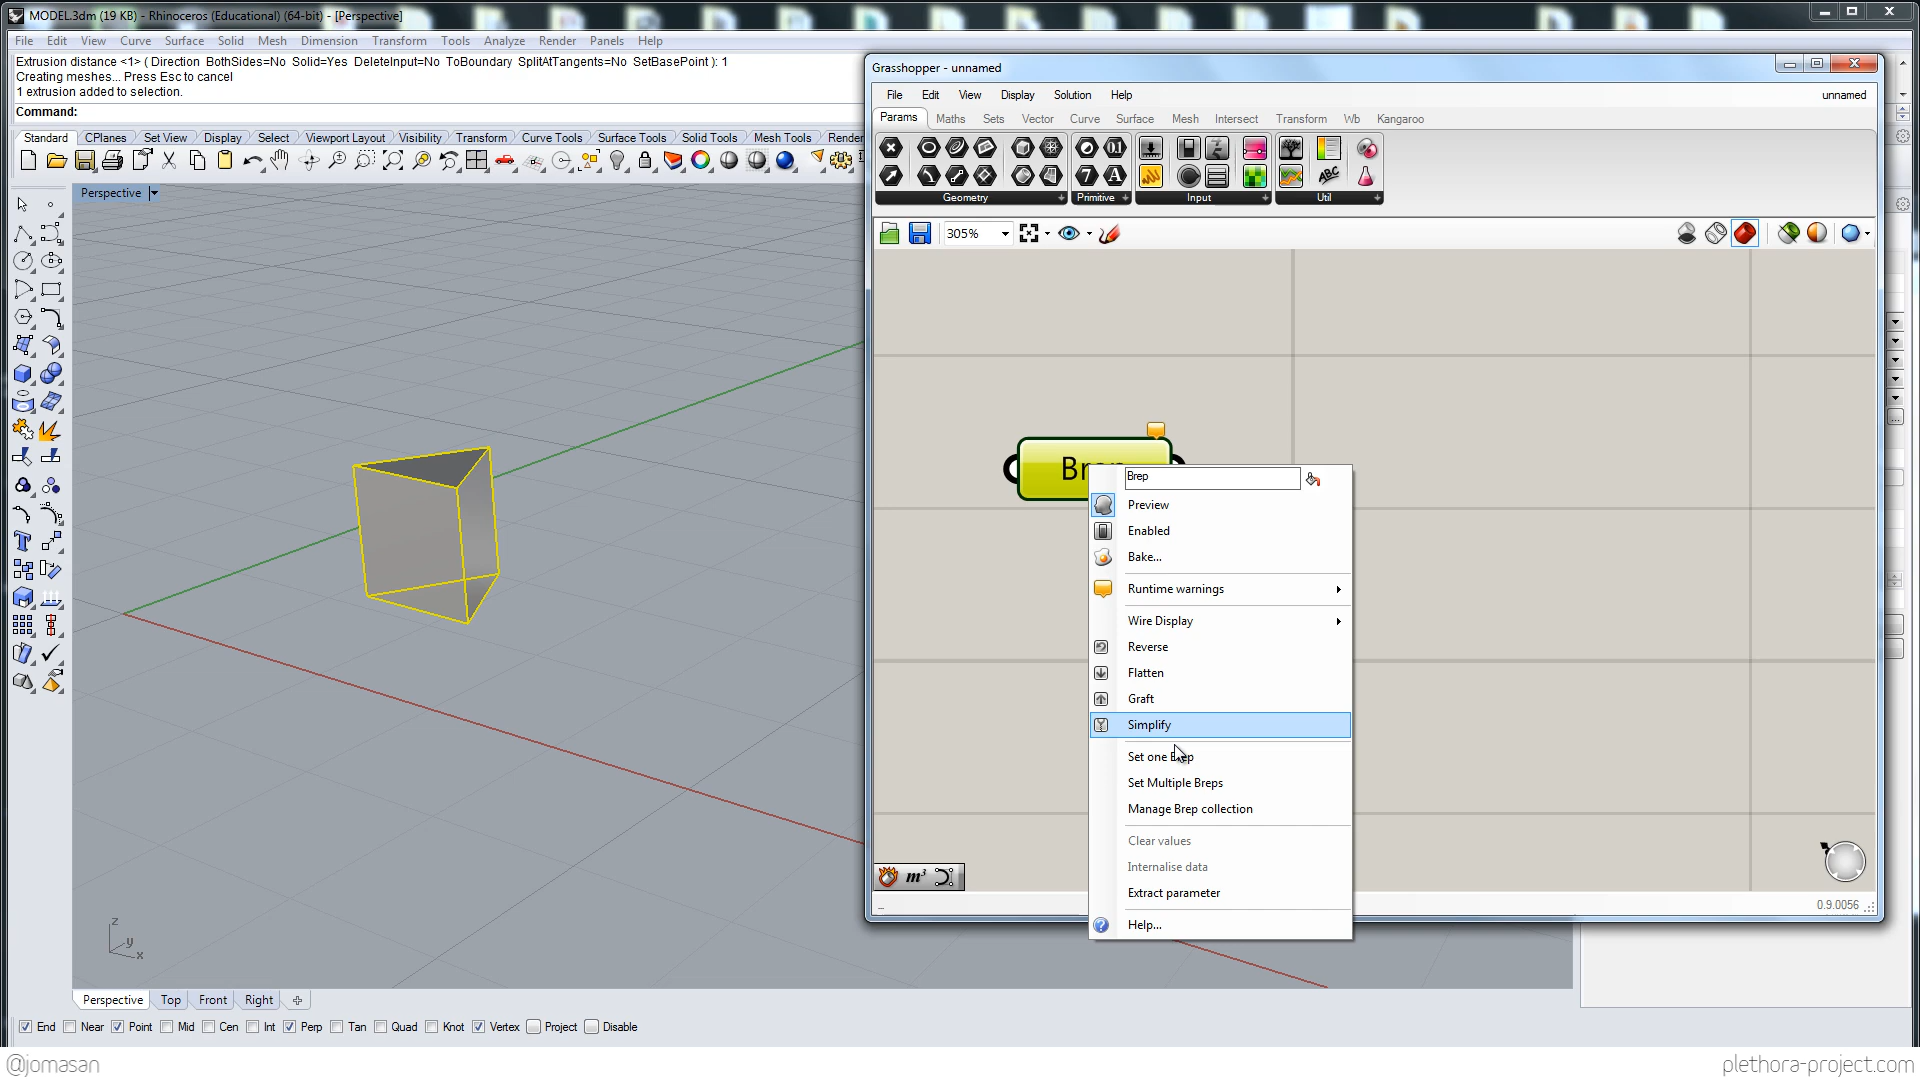 MODEL.3dm (19 KB) - Rhinoceros (Educational) (64-bit) - [Perspective]
File Edit View Curve Surface Solid Mesh Dimension Transform Tools Analyze Render Panels Help
Extrusion distance <1> ( Direction BothSides=No Solid=Yes DeleteInput=No ToBoundary SplitAtTangents=No SetBasePoint ): 1
Creating meshes... Press Esc to cancel
1 extrusion added to selection.
Command:
Standard CPlanes Set View Display Select Viewport Layout Visibility Transform Curve Tools Surface Tools Solid Tools Mesh Tools Render
Perspective
Grasshopper - unnamed
File Edit View Display Solution Help
unnamed
Params Maths Sets Vector Curve Surface Mesh Intersect Transform Wb Kangaroo
Geometry Primitive Input Util
305%
Brep
Preview
Enabled
Bake...
Runtime warnings
Wire Display
Reverse
Flatten
Graft
Simplify
Set one Brep
Set Multiple Breps
Manage Brep collection
Clear values
Internalise data
Extract parameter
Help...
m³
0.9.0056
z
y
x
Perspective Top Front Right
End Near Point Mid Cen Int Perp Tan Quad Knot Vertex Project Disable
@jomasan
plethora-project.com